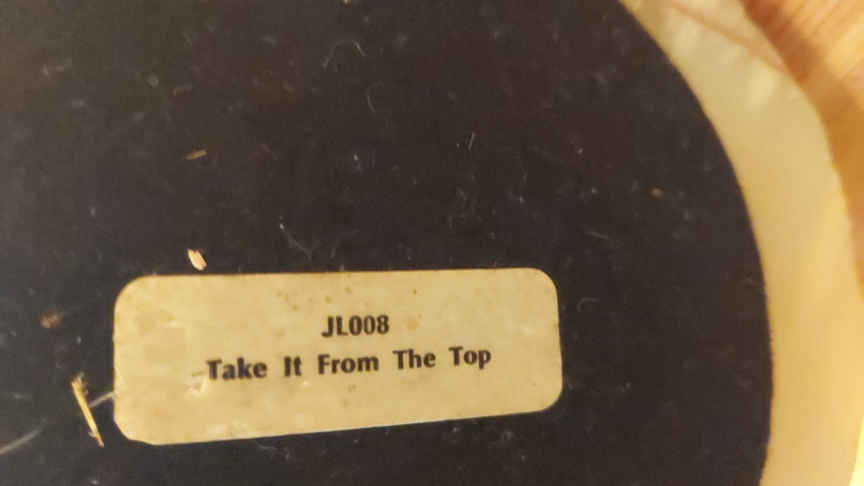 JL008
Take It From The Top